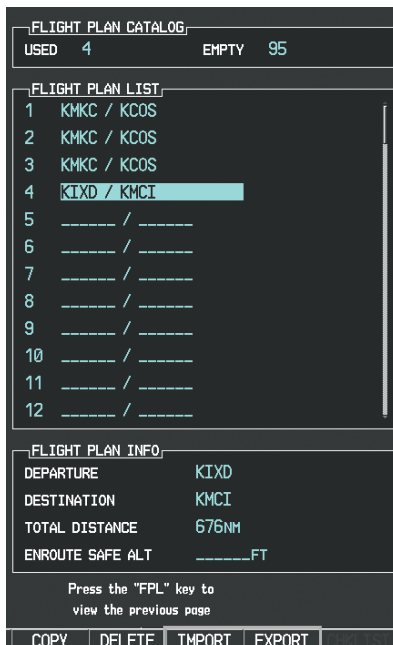 FLIGHT PLAN CATALOG
USED 4 EMPTY 95
FLIGHT PLAN LIST
1 KMKC / KCOS
2 KMKC / KCOS
3 KMKC / KCOS
4 KIXD / KMCI
5 ______ / ______
6 ______ / ______
7 ______ / ______
8 ______ / ______
9 ______ / ______
10 ______ / ______
11 ______ / ______
12 ______ / ______
FLIGHT PLAN INFO
DEPARTURE KIXD
DESTINATION KMCI
TOTAL DISTANCE 676NM
ENROUTE SAFE ALT ______FT
Press the "FPL" key to
view the previous page
COPY DELETE IMPORT EXPORT CHKLIST